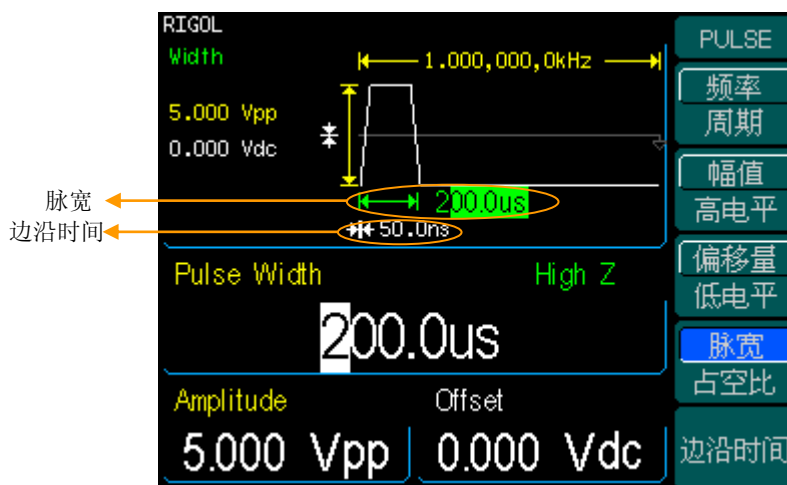 RIGOL
Width
1.000,000,0kHz
5.000 Vpp
0.000 Vdc
200.0us
50.0ns
脉宽
边沿时间
Pulse Width
High Z
200.0us
Amplitude
Offset
5.000 Vpp
0.000 Vdc
PULSE
频率
周期
幅值
高电平
偏移量
低电平
脉宽
占空比
边沿时间